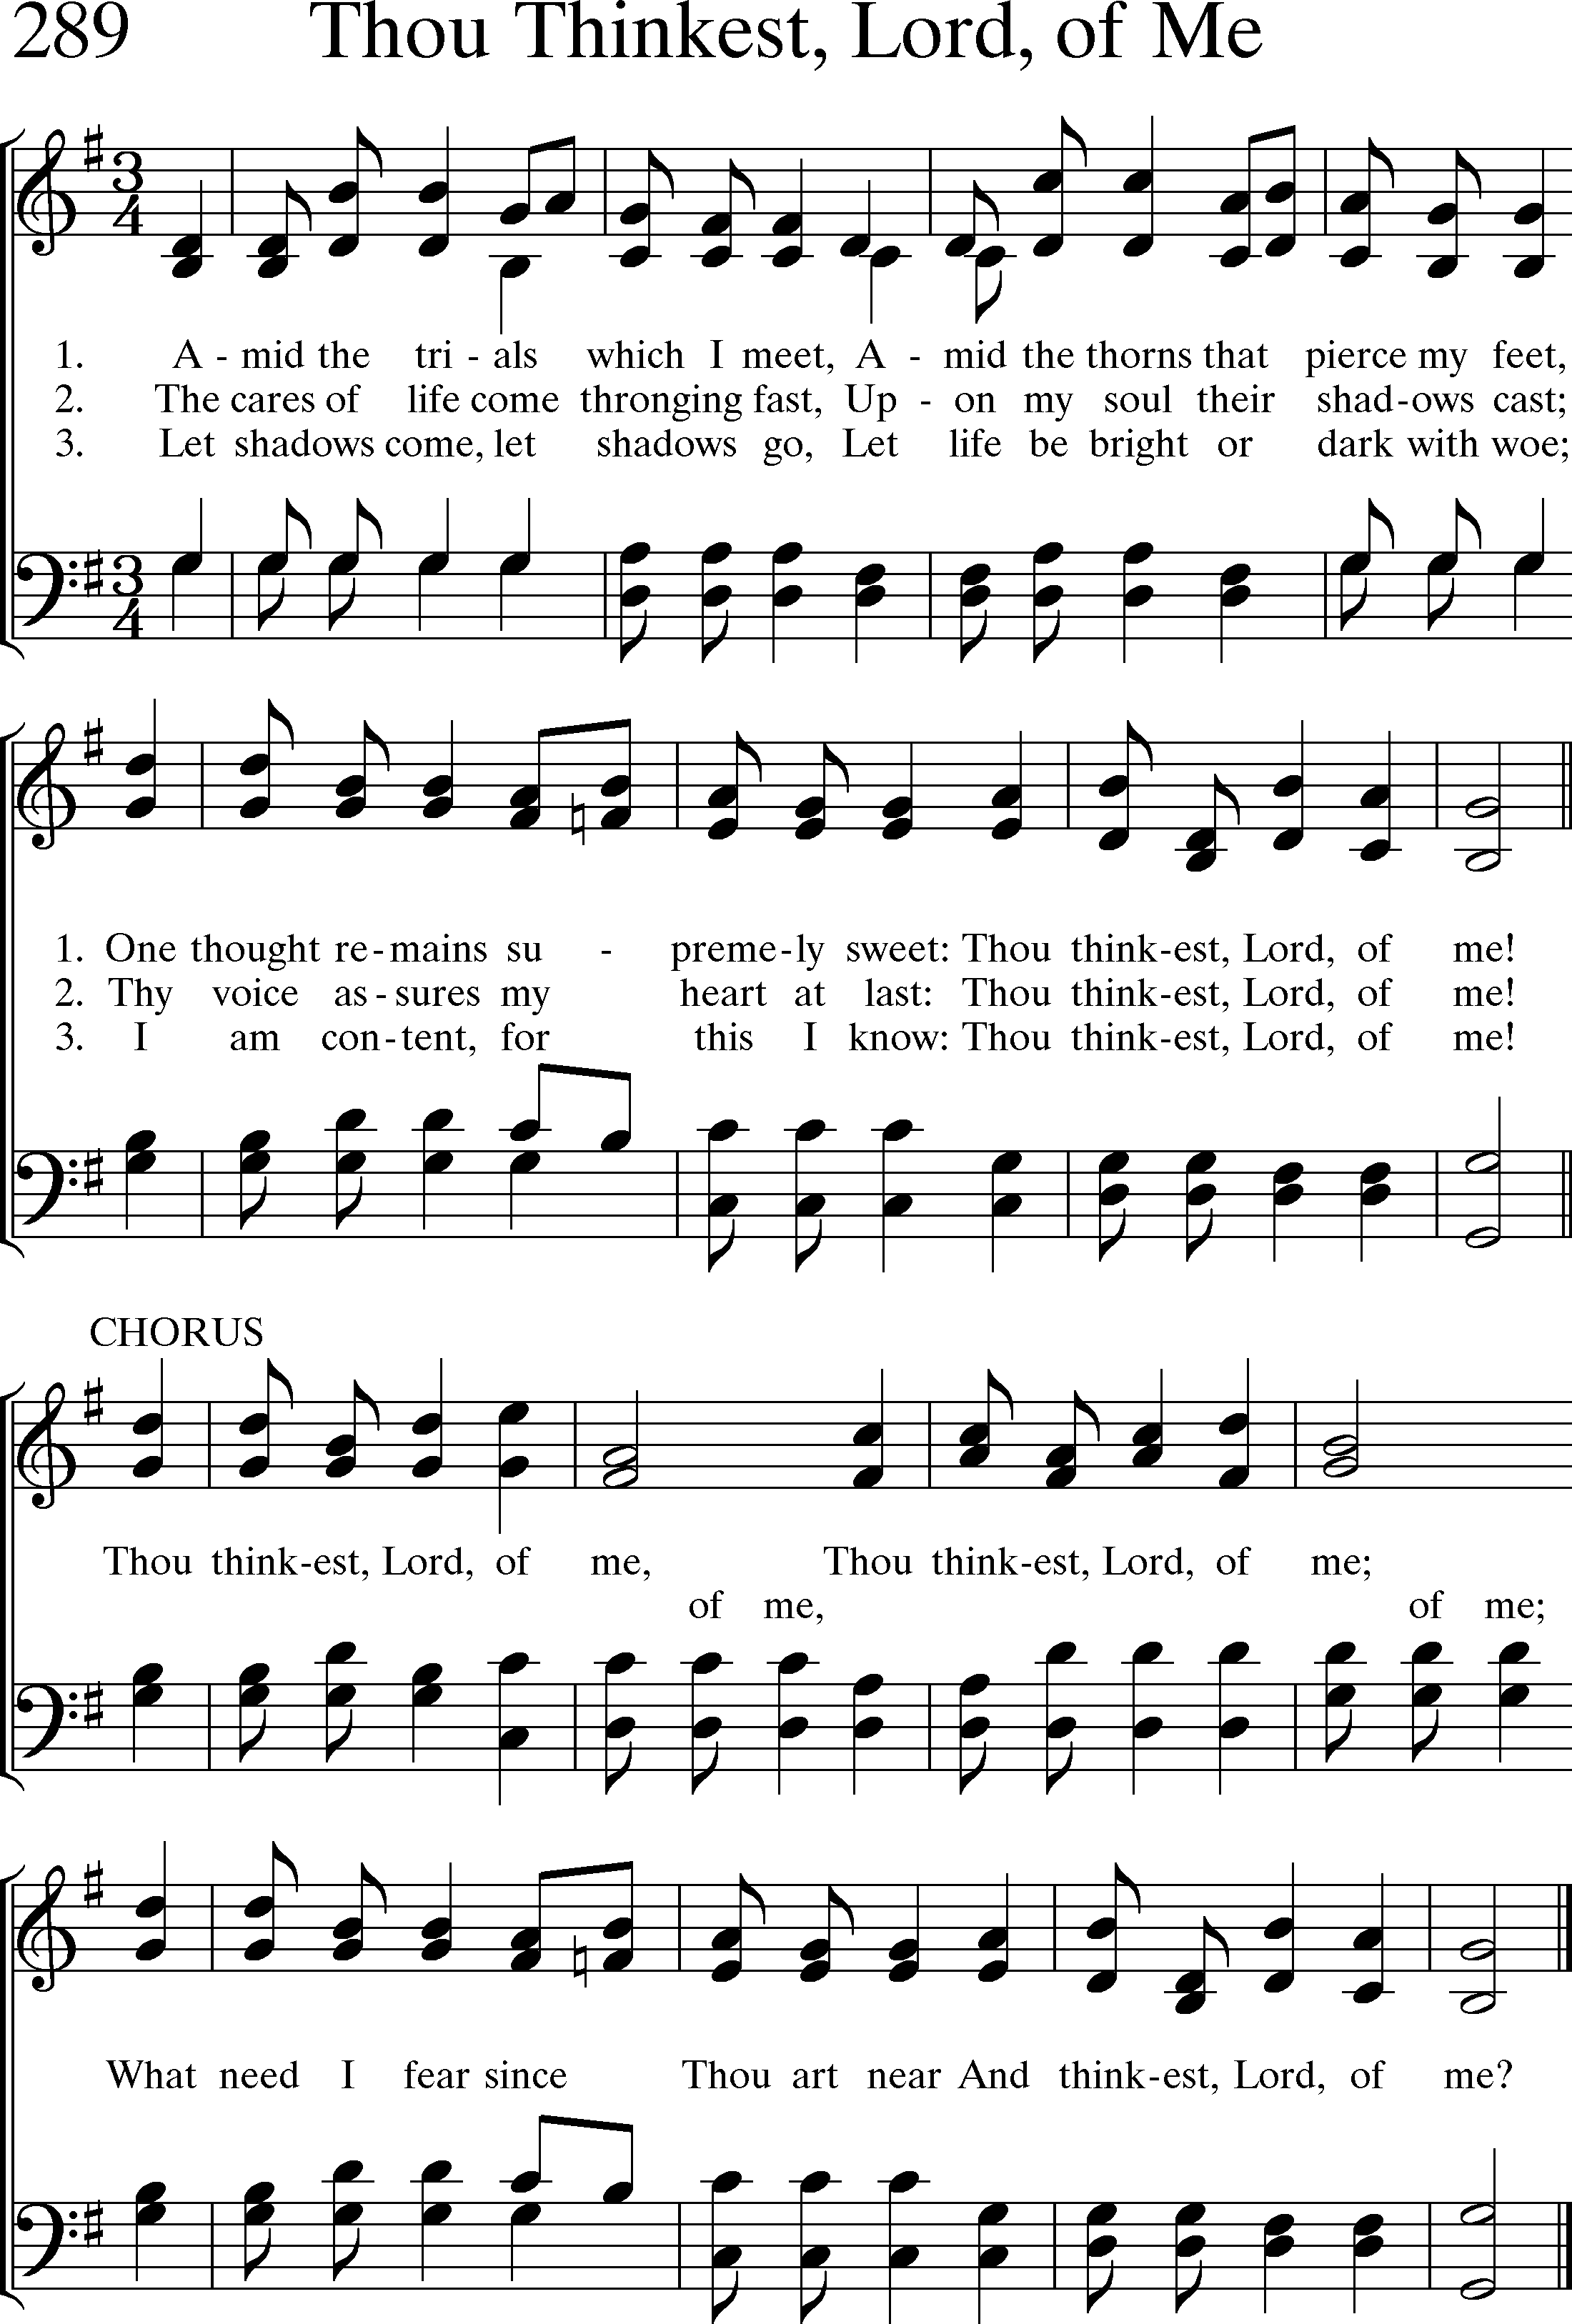 289 Thou Thinkest, Lord, of Me
1. A - mid the tri - als which I meet, A - mid the thorns that pierce my feet,
2. The cares of life come thronging fast, Up - on my soul their shad - ows cast;
3. Let shadows come, let shadows go, Let life be bright or dark with woe;
1. One thought re - mains su - preme - ly sweet: Thou think - est, Lord, of me!
2. Thy voice as - sures my heart at last: Thou think - est, Lord, of me!
3. I am con - tent, for this I know: Thou think - est, Lord, of me!
CHORUS
Thou think - est, Lord, of me, Thou think - est, Lord, of me;
of me, of me;
What need I fear since Thou art near And think - est, Lord, of me?